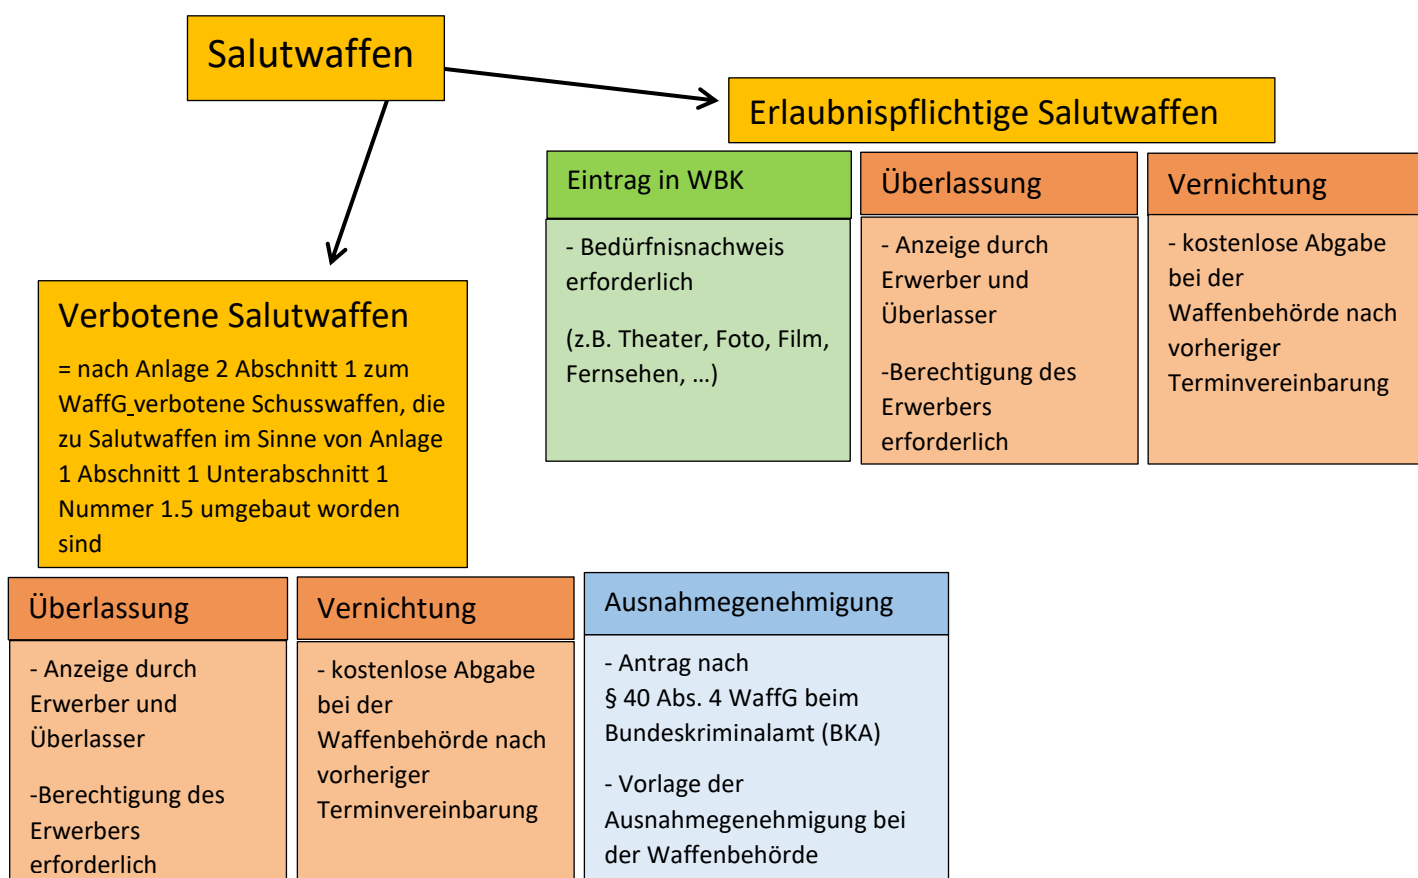 Salutwaffen
Erlaubnispflichtige Salutwaffen
Eintrag in WBK
- Bedürfnisnachweis
erforderlich
(z.B. Theater, Foto, Film,
Fernsehen, …)
Überlassung
- Anzeige durch
Erwerber und
Überlasser
-Berechtigung des
Erwerbers
erforderlich
Vernichtung
- kostenlose Abgabe
bei der
Waffenbehörde nach
vorheriger
Terminvereinbarung
Verbotene Salutwaffen
= nach Anlage 2 Abschnitt 1 zum
WaffG verbotene Schusswaffen, die
zu Salutwaffen im Sinne von Anlage
1 Abschnitt 1 Unterabschnitt 1
Nummer 1.5 umgebaut worden
sind
Überlassung
- Anzeige durch
Erwerber und
Überlasser
-Berechtigung des
Erwerbers
erforderlich
Vernichtung
- kostenlose Abgabe
bei der
Waffenbehörde nach
vorheriger
Terminvereinbarung
Ausnahmegenehmigung
- Antrag nach
§ 40 Abs. 4 WaffG beim
Bundeskriminalamt (BKA)
- Vorlage der
Ausnahmegenehmigung bei
der Waffenbehörde